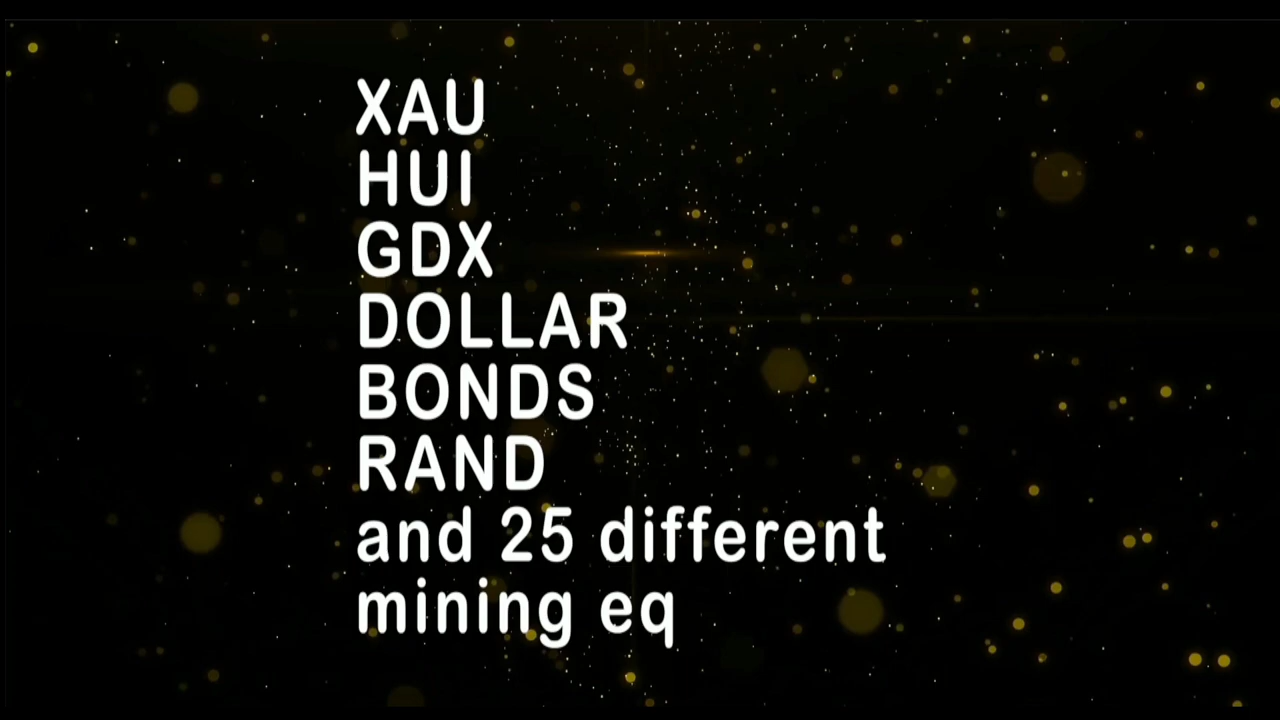 XAU
HUI
GDX
DOLLAR
BONDS
RAND
and 25 different
mining eq